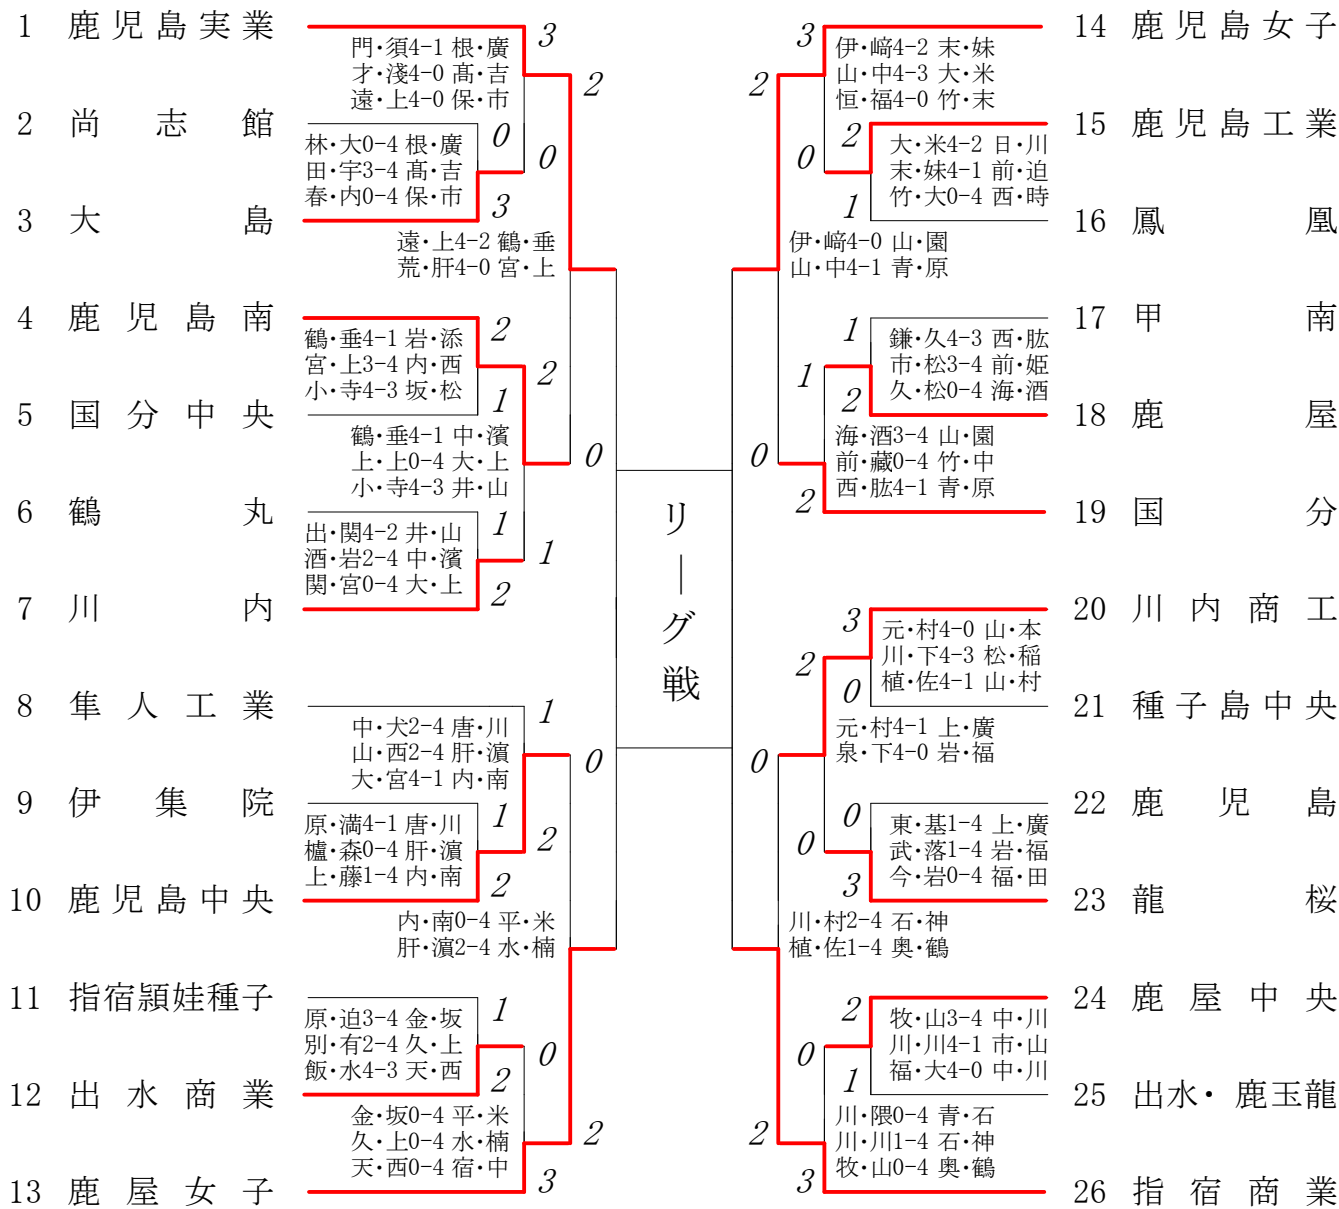 1 鹿児島実業
3
門・須4−1 根・廣
才・淺4−0 髙・吉
遠・上4−0 保・市
2
2 尚志館
0
林・大0−4 根・廣
田・宇3−4 髙・吉
春・内0−4 保・市
0
3
3 大島
遠・上4−2 鶴・垂
荒・肝4−0 宮・上
4 鹿児島南
2
鶴・垂4−1 岩・添
宮・上3−4 内・西
小・寺4−3 坂・松
2
1
5 国分中央
鶴・垂4−1 中・濱
上・上0−4 大・上
小・寺4−3 井・山
0
6 鶴丸
1
出・関4−2 井・山
酒・岩2−4 中・濱
関・宮0−4 大・上
1
2
7 川内
8 隼人工業
1
中・犬2−4 唐・川
山・西2−4 肝・濵
大・宮4−1 内・南
0
9 伊集院
1
原・満4−1 唐・川
櫨・森0−4 肝・濵
上・藤1−4 内・南
2
2
10 鹿児島中央
内・南0−4 平・米
肝・濵2−4 水・楠
11 指宿頴娃種子
1
原・迫3−4 金・坂
別・有2−4 久・上
飯・水4−3 天・西
0
2
12 出水商業
金・坂0−4 平・米
久・上0−4 水・楠
天・西0−4 宿・中
2
3
13 鹿屋女子
リーグ戦
3
14 鹿児島女子
伊・﨑4−2 末・妹
山・中4−3 大・米
恒・福4−0 竹・末
2
2
15 鹿児島工業
大・米4−2 日・川
末・妹4−1 前・迫
竹・大0−4 西・時
0
1
16 鳳凰
伊・﨑4−0 山・園
山・中4−1 青・原
1
17 甲南
鎌・久4−3 西・肱
市・松3−4 前・姫
久・松0−4 海・酒
1
2
18 鹿屋
海・酒3−4 山・園
前・藏0−4 竹・中
西・肱4−1 青・原
0
2
19 国分
3
20 川内商工
元・村4−0 山・本
川・下4−3 松・稲
植・佐4−1 山・村
2
0
21 種子島中央
元・村4−1 上・廣
泉・下4−0 岩・福
0
0
22 鹿児島
東・基1−4 上・廣
武・落1−4 岩・福
今・岩0−4 福・田
0
3
23 龍桜
川・村2−4 石・神
植・佐1−4 奥・鶴
2
24 鹿屋中央
牧・山3−4 中・川
川・川4−1 市・山
福・大4−0 中・川
0
1
25 出水・鹿玉龍
川・隈0−4 青・石
川・川1−4 石・神
牧・山0−4 奥・鶴
2
3
26 指宿商業